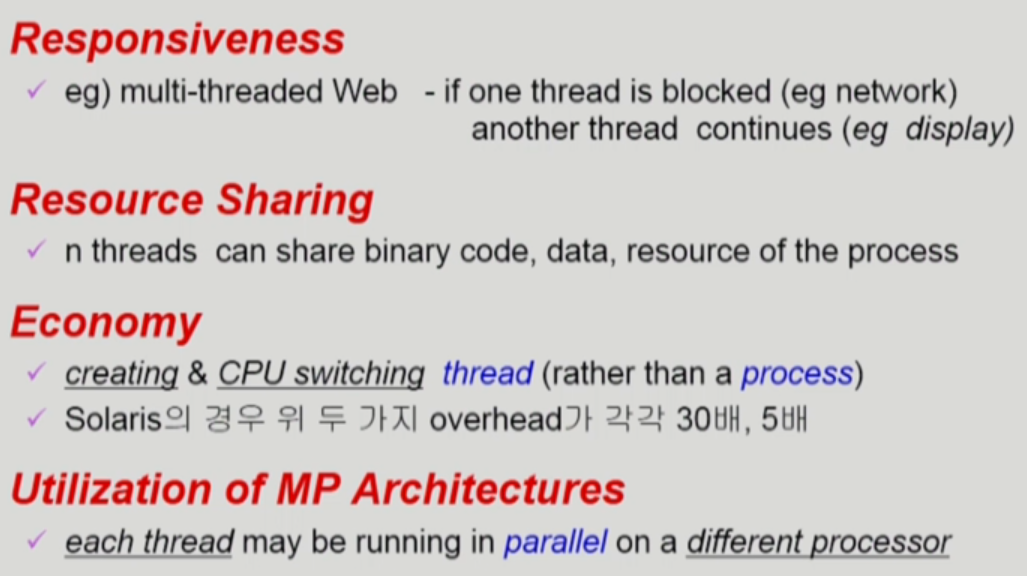 Responsiveness
✓ eg) multi-threaded Web - if one thread is blocked (eg network)
another thread continues (eg display)
Resource Sharing
✓ n threads can share binary code, data, resource of the process
Economy
✓ creating & CPU switching thread (rather than a process)
✓ Solaris의 경우 위 두 가지 overhead가 각각 30배, 5배
Utilization of MP Architectures
✓ each thread may be running in parallel on a different processor